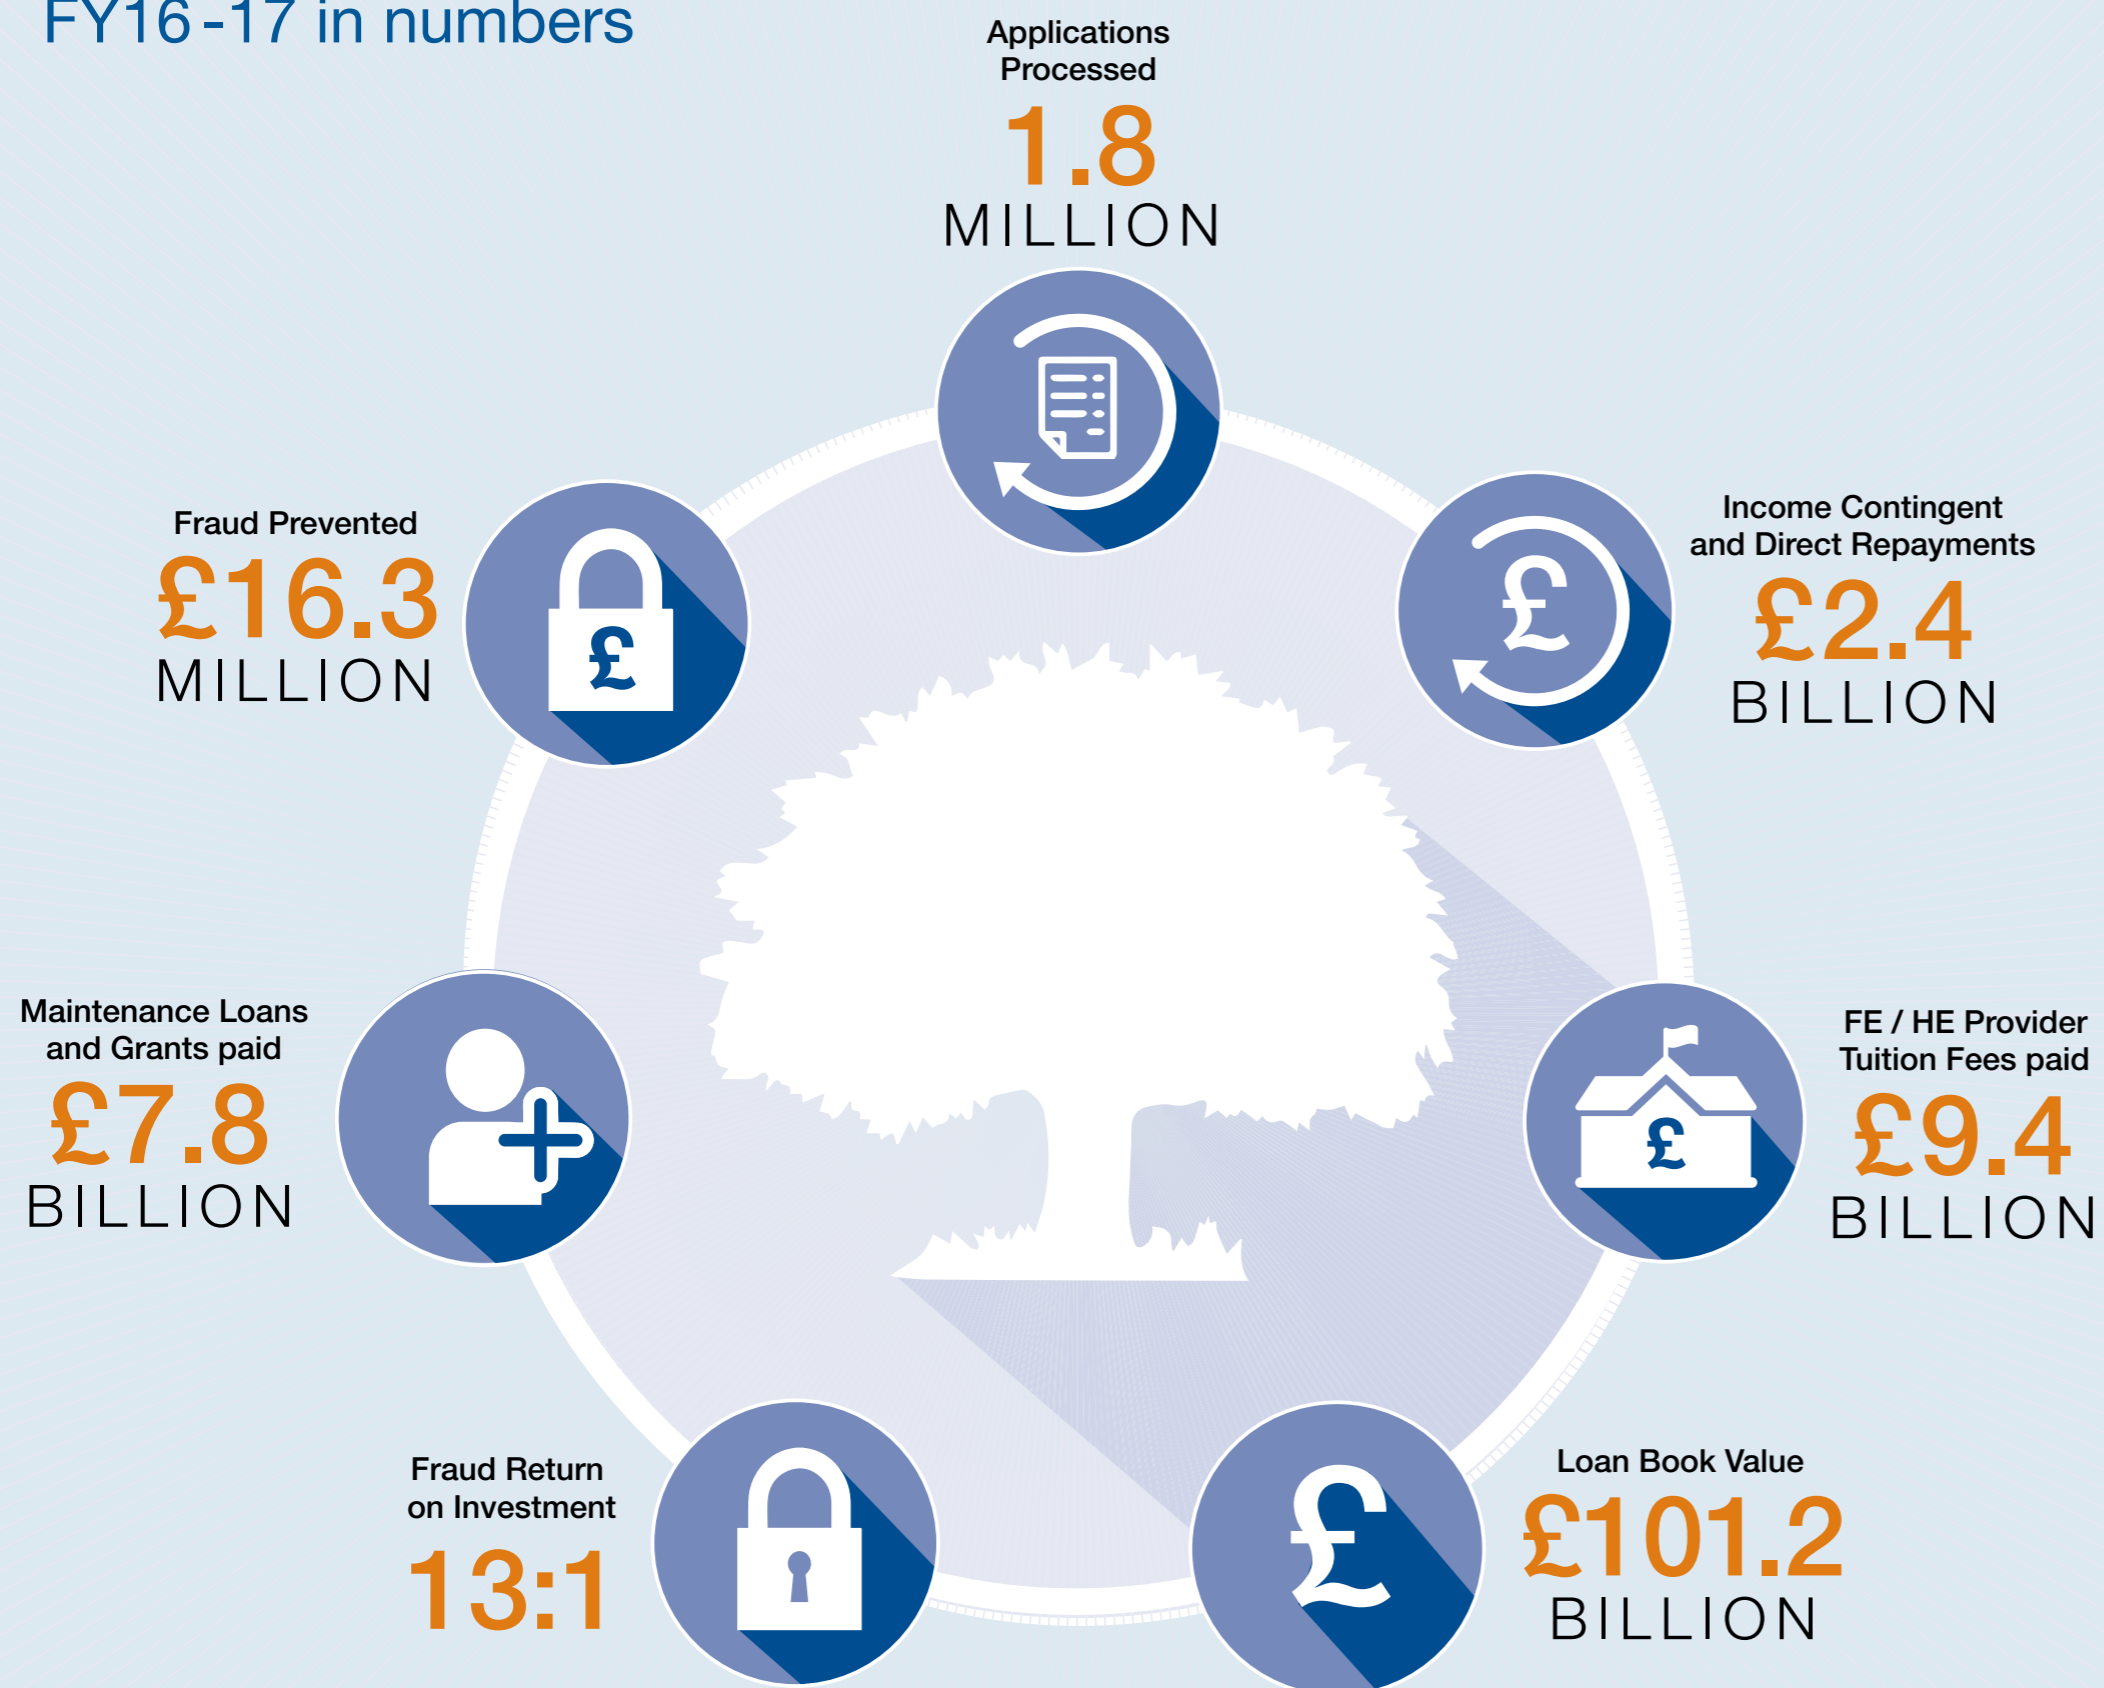 FY16-17 in numbers
Applications
Processed
1.8
MILLION
Income Contingent
and Direct Repayments
£2.4
BILLION
FE / HE Provider
Tuition Fees paid
£9.4
BILLION
Loan Book Value
£101.2
BILLION
Fraud Return
on Investment
13:1
Maintenance Loans
and Grants paid
£7.8
BILLION
Fraud Prevented
£16.3
MILLION
£
£
£
£